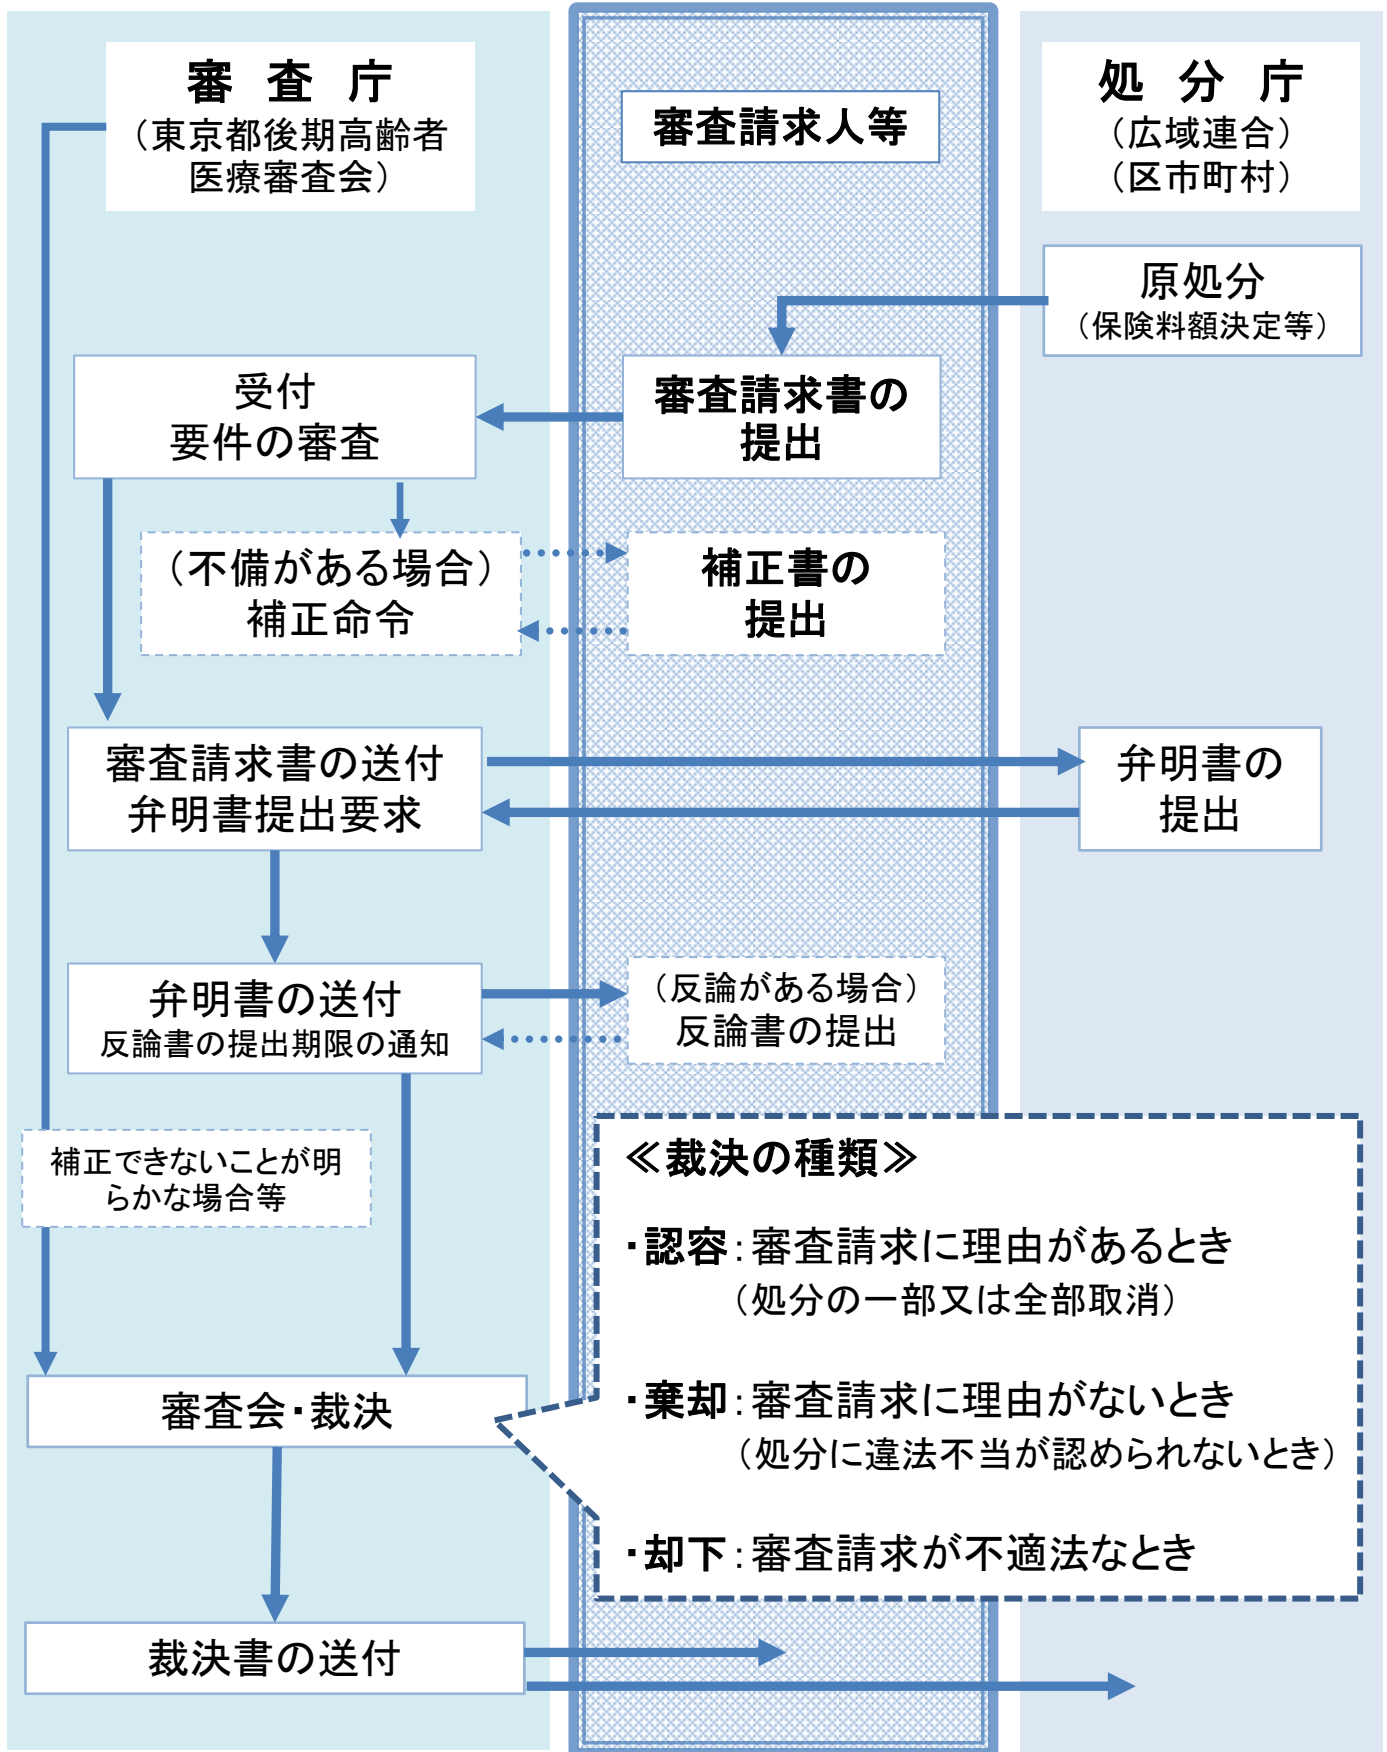 審 査 庁
（東京都後期高齢者
医療審査会）
審査請求人等
処 分 庁
（広域連合）
（区市町村）
原処分
（保険料額決定等）
受付
要件の審査
審査請求書の
提出
（不備がある場合）
補正命令
補正書の
提出
審査請求書の送付
弁明書提出要求
弁明書の
提出
弁明書の送付
反論書の提出期限の通知
（反論がある場合）
反論書の提出
補正できないことが明
らかな場合等
≪裁決の種類≫
・認容：審査請求に理由があるとき
（処分の一部又は全部取消）
・棄却：審査請求に理由がないとき
（処分に違法不当が認められないとき）
・却下：審査請求が不適法なとき
審査会・裁決
裁決書の送付